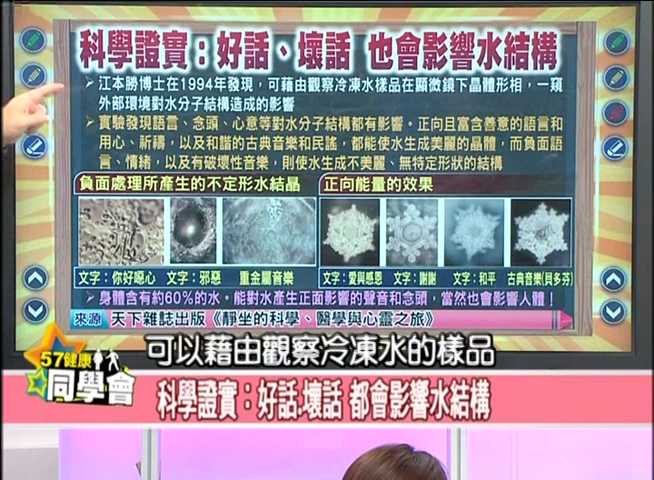 科學證實：好話、壞話 也會影響水結構
➢江本勝博士在1994年發現，可藉由觀察冷凍水樣品在顯微鏡下晶體形相，一窺
外部環境對水分子結構造成的影響
➢實驗發現語言、念頭、心意等對水分子結構都有影響。正向且富含善意的語言和
用心、祈禱，以及和諧的古典音樂和民謠，都能使水生成美麗的晶體，而負面語
言、情緒，以及有破壞性音樂，則使水生成不美麗、無特定形狀的結構
負面處理所產生的不定形水結晶
正向能量的效果
文字：你好噁心 文字：邪惡 重金屬音樂
文字：愛與感恩 文字：謝謝 文字：和平 古典音樂(貝多芬)
➢身體含有約60%的水，能對水產生正面影響的聲音和念頭，當然也會影響人體！
來源 天下雜誌出版《靜坐的科學、醫學與心靈之旅》
可以藉由觀察冷凍水的樣品
57健康
同學會
科學證實：好話.壞話 都會影響水結構